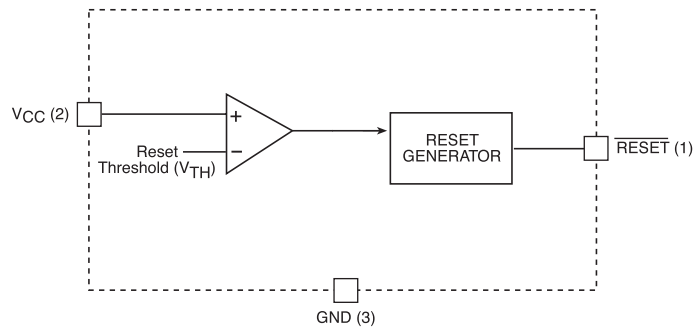 VCC (2)
+
Reset
Threshold (VTH)
−
RESET
GENERATOR
RESET (1)
GND (3)